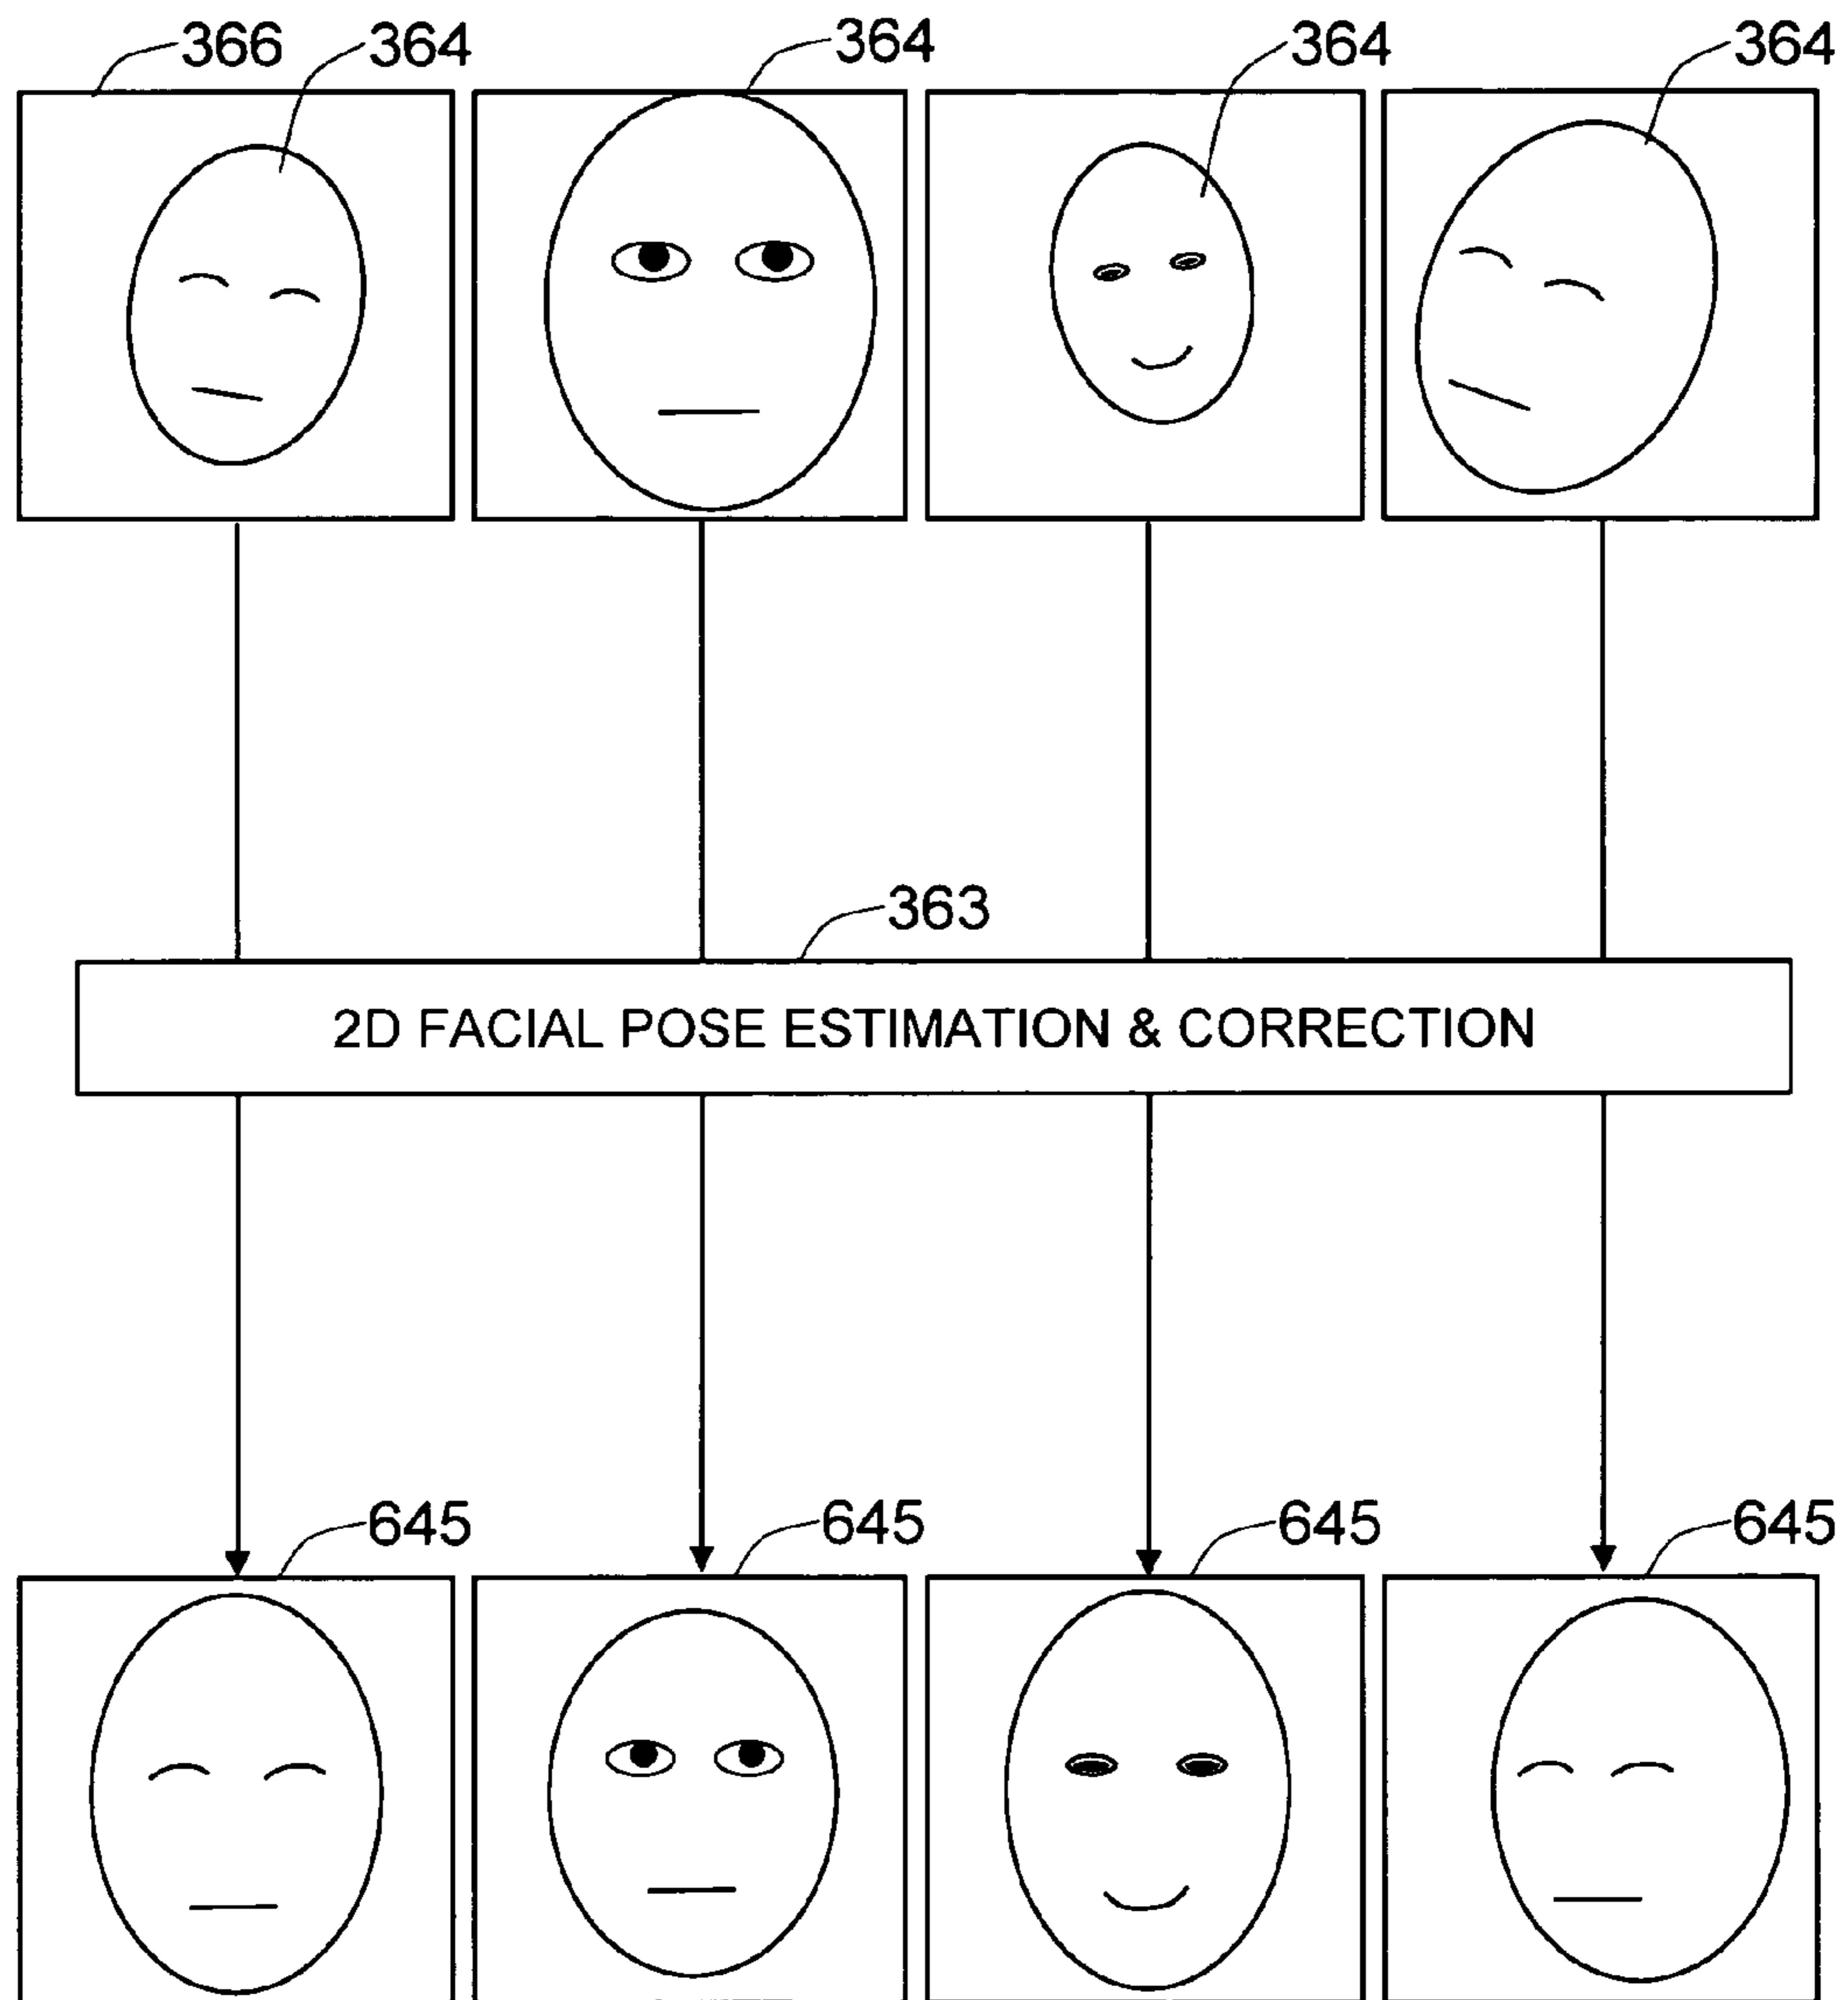 366 364 364 364 364
363
2D FACIAL POSE ESTIMATION & CORRECTION
645 645 645 645